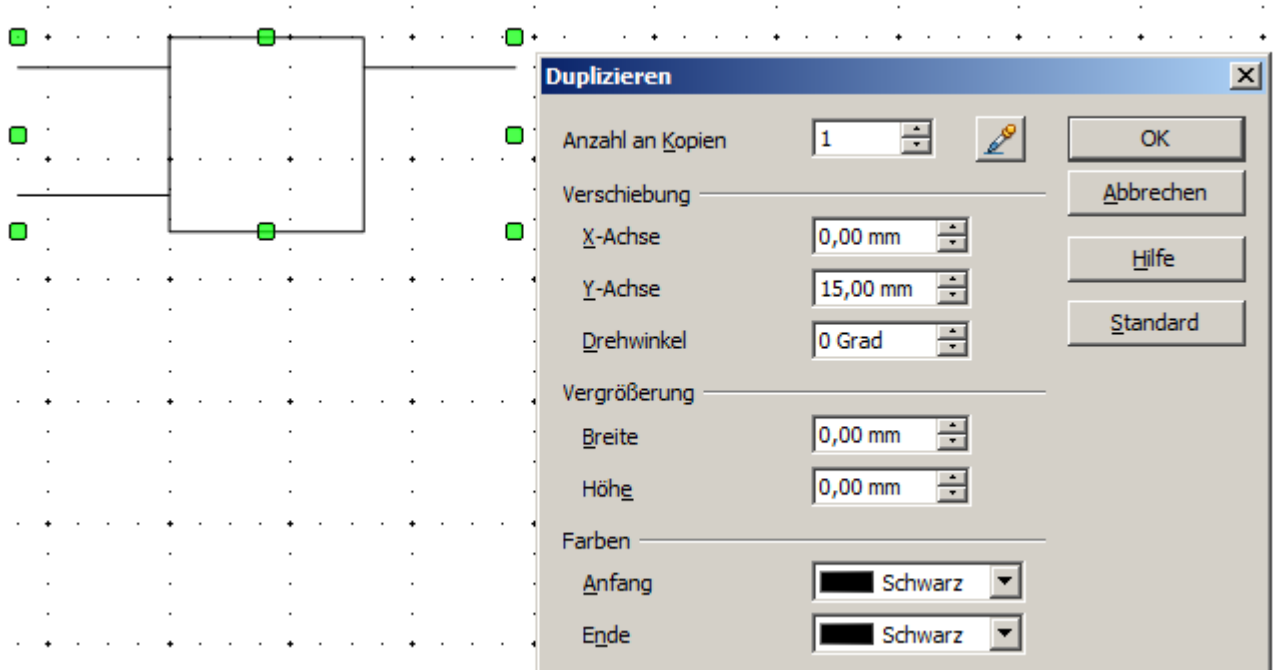 Duplizieren
Anzahl an Kopien 1 OK
Verschiebung Abbrechen
X-Achse 0,00 mm Hilfe
Y-Achse 15,00 mm
Drehwinkel 0 Grad Standard
Vergrößerung
Breite 0,00 mm
Höhe 0,00 mm
Farben
Anfang Schwarz
Ende Schwarz